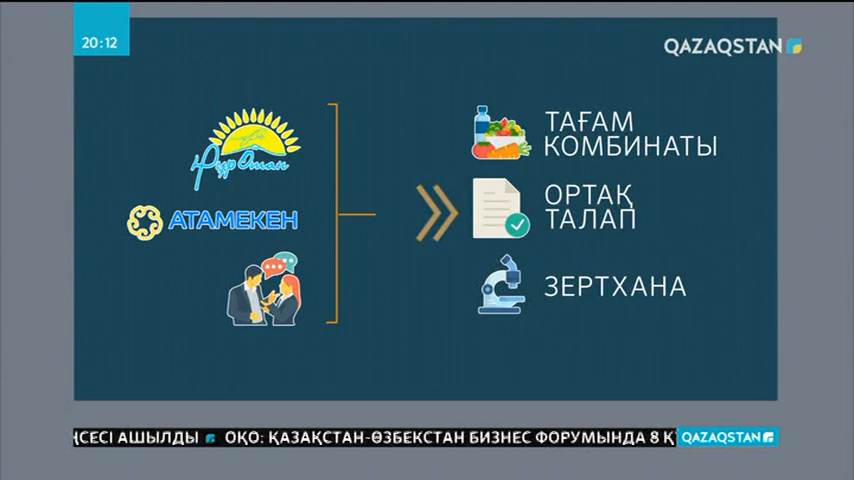 20:12
QAZAQSTAN
Нұр Отан
АТАМЕКЕН
ТАҒАМ
КОМБИНАТЫ
ОРТАҚ
ТАЛАП
ЗЕРТХАНА
ҢСЕСІ АШЫЛДЫ ОҚО: ҚАЗАҚСТАН-ӨЗБЕКСТАН БИЗНЕС ФОРУМЫНДА 8 QAZAQSTAN